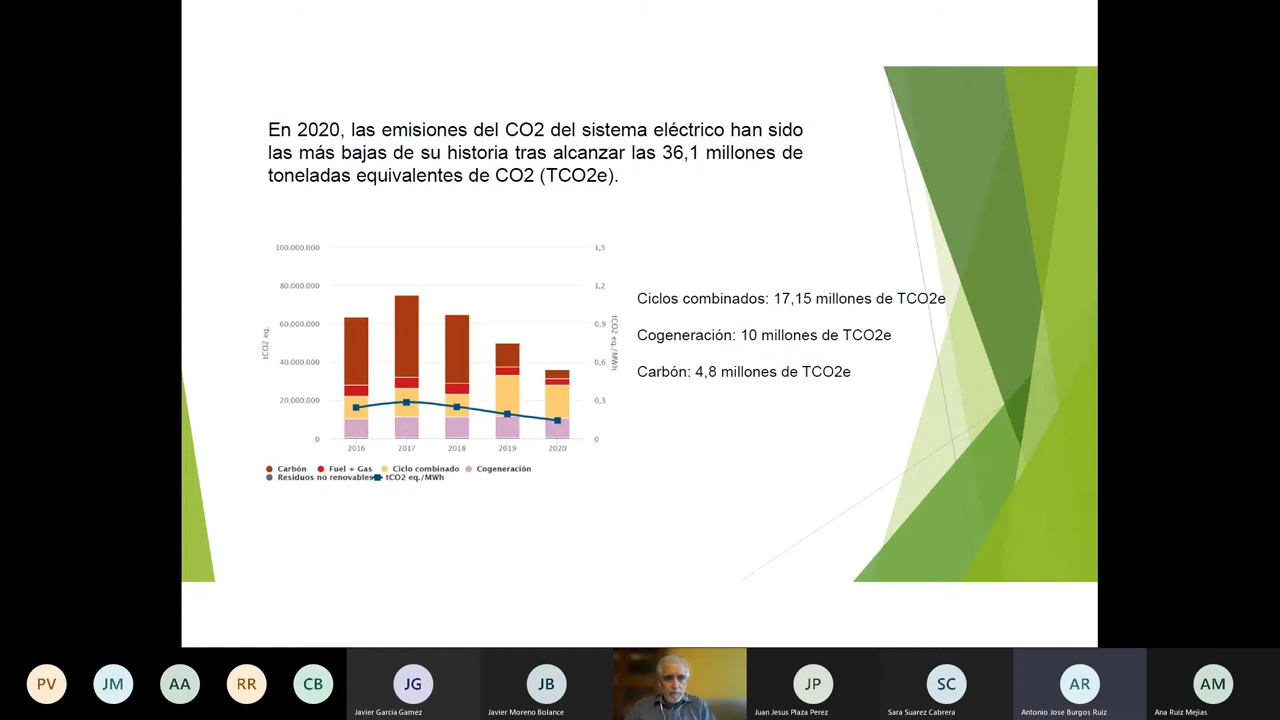 En 2020, las emisiones del CO2 del sistema eléctrico han sido
las más bajas de su historia tras alcanzar las 36,1 millones de
toneladas equivalentes de CO2 (TCO2e).
100.000.000
80.000.000
60.000.000
40.000.000
20.000.000
0
tCO2 eq.
1,5
1,2
0,9
0,6
0,3
0
tCO2 eq./MWh
2016 2017 2018 2019 2020
Carbón Fuel + Gas Ciclo combinado Cogeneración
Residuos no renovables tCO2 eq./MWh
Ciclos combinados: 17,15 millones de TCO2e
Cogeneración: 10 millones de TCO2e
Carbón: 4,8 millones de TCO2e
PV JM AA RR CB JG JB JP SC AR AM
Javier Garcia Gamez Javier Moreno Bolance Juan Jesus Plaza Perez Sara Suarez Cabrera Antonio Jose Burgos Ruiz Ana Ruiz Mejias